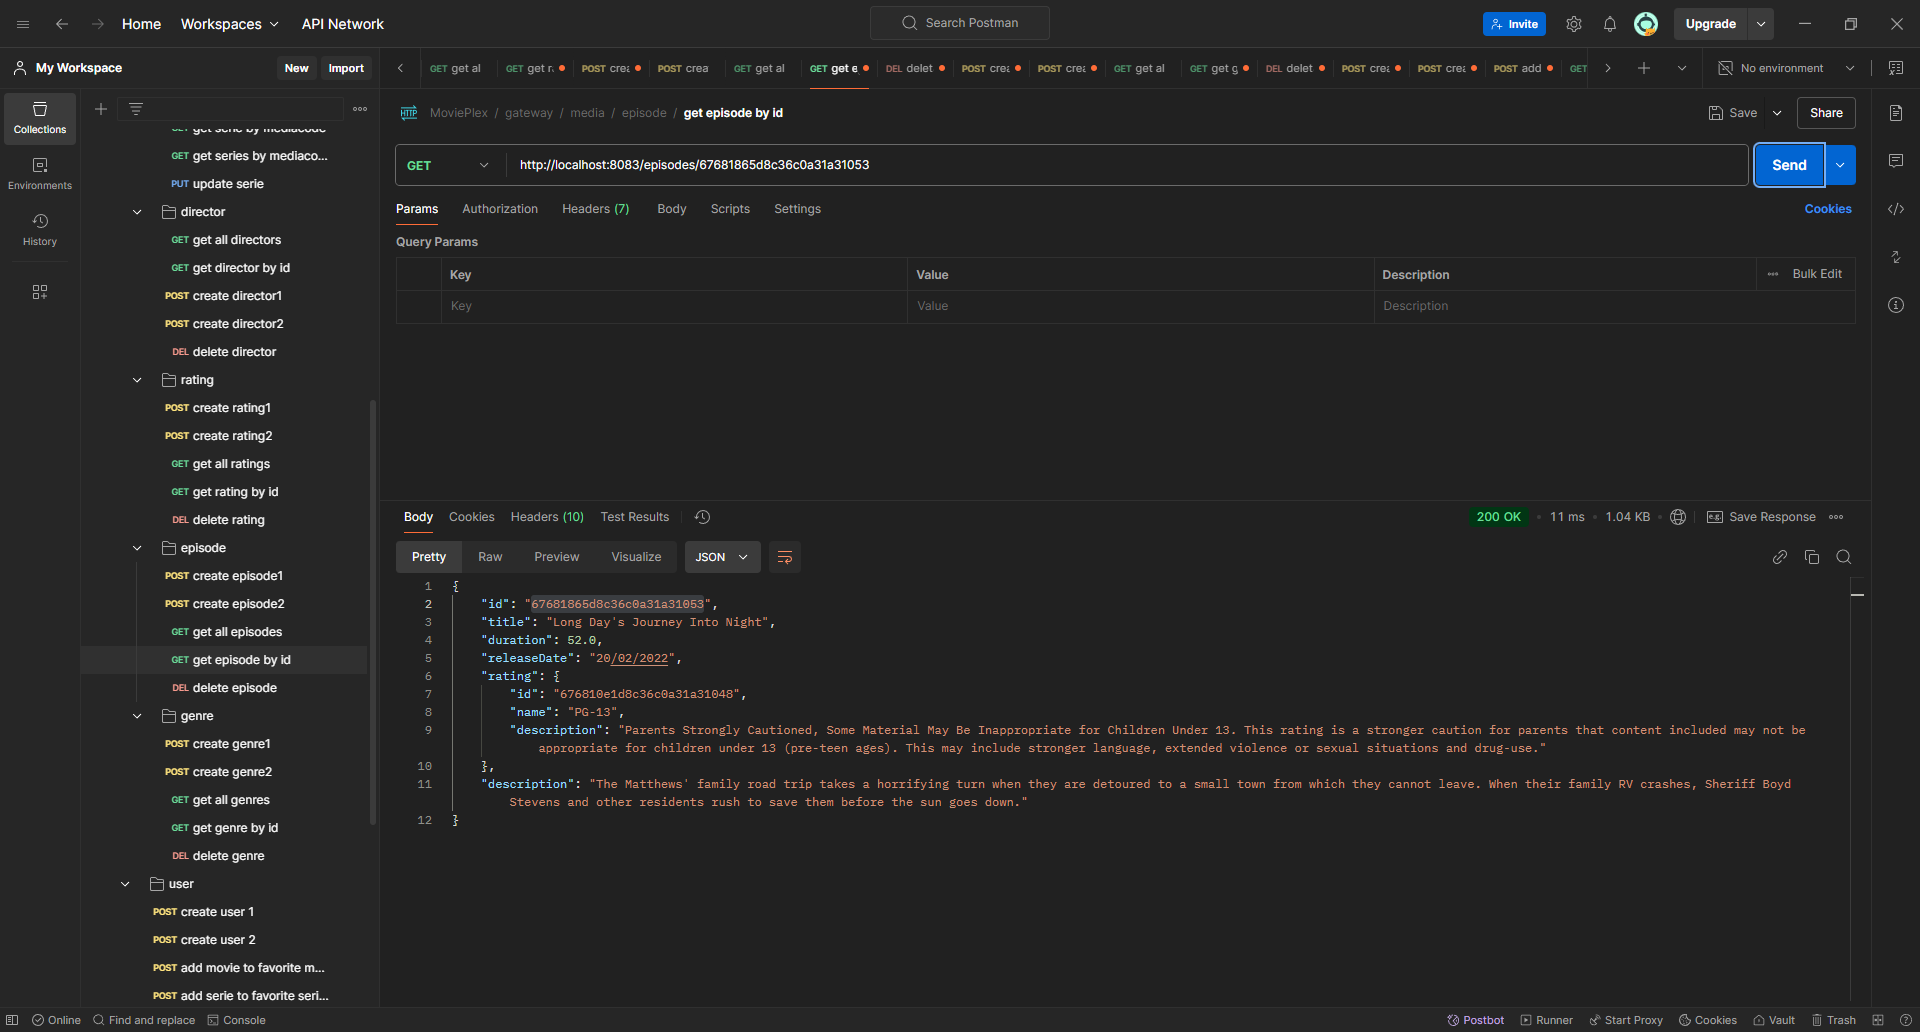 Home Workspaces API Network Search Postman Invite Upgrade
My Workspace New Import
GET get al GET get r POST crea POST crea GET get al GET get e DEL delet POST crea POST crea GET get al GET get g DEL delet POST crea POST crea POST add GET No environment
Collections
Environments
History
GET get serie by mediacode
GET get series by mediaco...
PUT update serie
director
GET get all directors
GET get director by id
POST create director1
POST create director2
DEL delete director
rating
POST create rating1
POST create rating2
GET get all ratings
GET get rating by id
DEL delete rating
episode
POST create episode1
POST create episode2
GET get all episodes
GET get episode by id
DEL delete episode
genre
POST create genre1
POST create genre2
GET get all genres
GET get genre by id
DEL delete genre
user
POST create user 1
POST create user 2
POST add movie to favorite m...
POST add serie to favorite seri...
HTTP MoviePlex / gateway / media / episode / get episode by id Save Share
GET http://localhost:8083/episodes/67681865d8c36c0a31a31053 Send
Params Authorization Headers (7) Body Scripts Settings Cookies
Query Params
Key Value Description Bulk Edit
Key Value Description
Body Cookies Headers (10) Test Results 200 OK • 11 ms • 1.04 KB • e.g. Save Response
Pretty Raw Preview Visualize JSON
1 {
2 "id": "67681865d8c36c0a31a31053",
3 "title": "Long Day's Journey Into Night",
4 "duration": 52.0,
5 "releaseDate": "20/02/2022",
6 "rating": {
7 "id": "676810e1d8c36c0a31a31048",
8 "name": "PG-13",
9 "description": "Parents Strongly Cautioned, Some Material May Be Inappropriate for Children Under 13. This rating is a stronger caution for parents that content included may not be
appropriate for children under 13 (pre-teen ages). This may include stronger language, extended violence or sexual situations and drug-use."
10 },
11 "description": "The Matthews' family road trip takes a horrifying turn when they are detoured to a small town from which they cannot leave. When their family RV crashes, Sheriff Boyd
Stevens and other residents rush to save them before the sun goes down."
12 }
Online Find and replace Console Postbot Runner Start Proxy Cookies Vault Trash